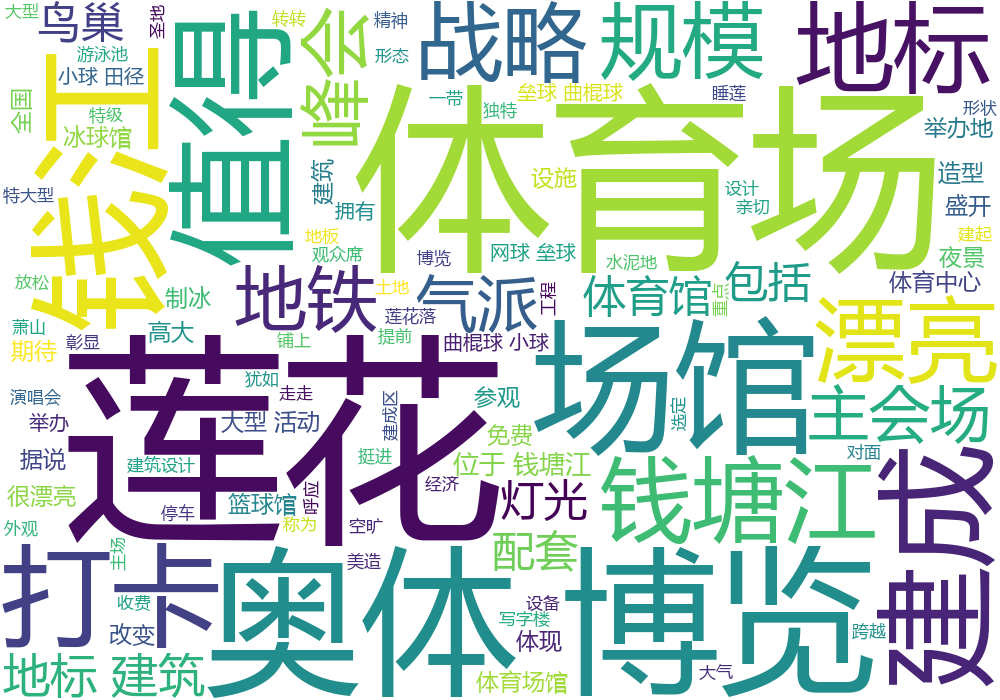 大型
鸟巢
圣地
转转
精神
形态
游泳池
小球 田径
全国
特级
冰球馆
钱江
值得
峰会
战略
规模
地标
一带
独特
垒球 曲棍球
睡莲
形状
举办地
体育场
特大型
建筑
拥有
设施
设计
亲切
造型
盛开
建起
夜景
地板
观众席
博览
网球 垒球
水泥地
体育中心
放松
制冰
地铁
土地
气派
莲花落
工程
体育馆
重点
包括
萧山
期待
彰显
高大
铺上
提前
曲棍球 小球
漂亮
莲花
场馆
犹如
走走
演唱会
举办
大型 活动
建成区
参观
选定
主会场
据说
免费
对面
建筑设计
挺进
位于 钱塘江
很漂亮
篮球馆
呼应
经济
灯光
钱塘江
建成
外观
停车
称为
空旷
主场
美造
配套
打卡
奥体
博览
收费
改变
设备
写字楼
体现
跨越
地标 建筑
体育场馆
大气